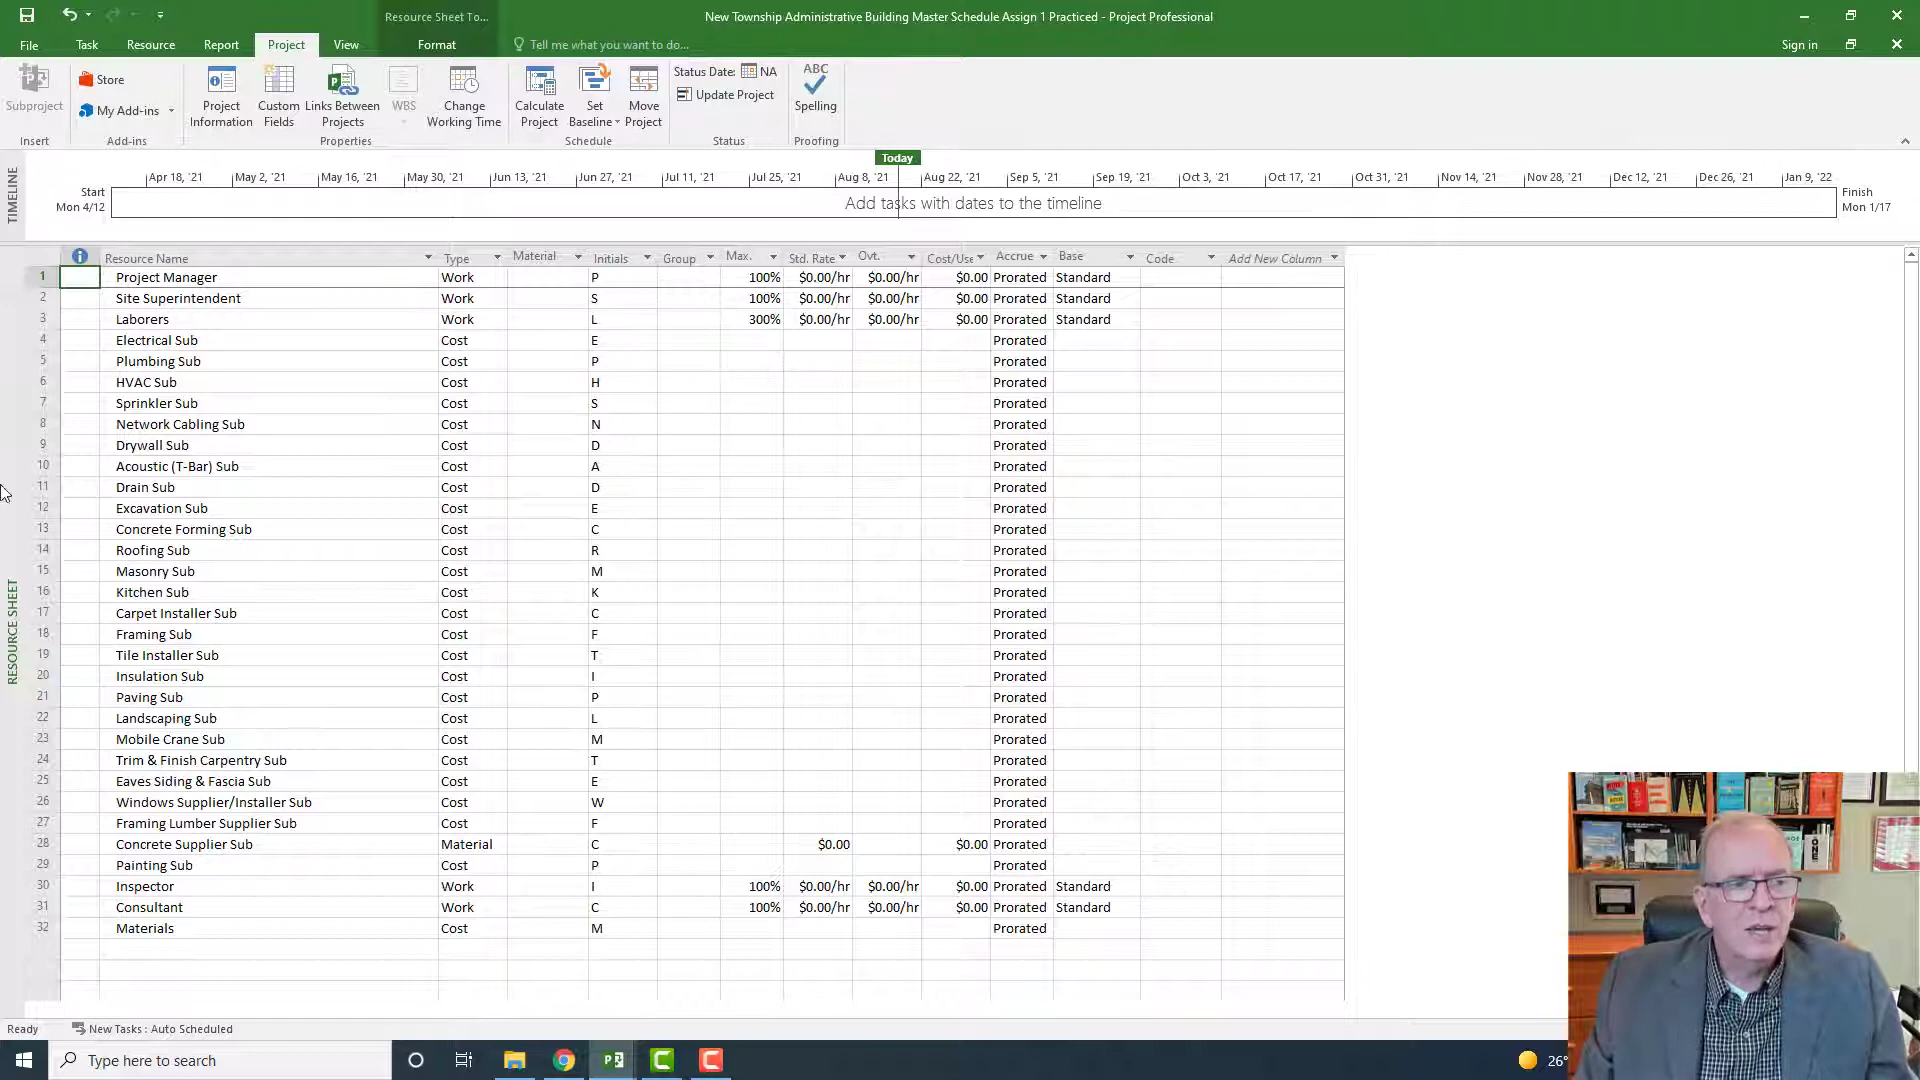 Resource Sheet To...
New Township Administrative Building Master Schedule Assign 1 Practiced - Project Professional
File Task Resource Report Project View Format Tell me what you want to do... Sign in
Subproject
Store
My Add-ins
Project Information
Custom Fields
Links Between Projects
WBS
Change Working Time
Calculate Project
Set Baseline
Move Project
Status Date: NA
Update Project
ABC
Spelling
Insert Add-ins Properties Schedule Status Proofing
Today
TIMELINE
Apr 18, '21 May 2, '21 May 16, '21 May 30, '21 Jun 13, '21 Jun 27, '21 Jul 11, '21 Jul 25, '21 Aug 8, '21 Aug 22, '21 Sep 5, '21 Sep 19, '21 Oct 3, '21 Oct 17, '21 Oct 31, '21 Nov 14, '21 Nov 28, '21 Dec 12, '21 Dec 26, '21 Jan 9, '22
Start
Mon 4/12
Add tasks with dates to the timeline
Finish
Mon 1/17
RESOURCE SHEET
Resource Name Type Material Initials Group Max. Std. Rate Ovt. Cost/Use Accrue Base Code Add New Column
1 Project Manager Work P 100% $0.00/hr $0.00/hr $0.00 Prorated Standard
2 Site Superintendent Work S 100% $0.00/hr $0.00/hr $0.00 Prorated Standard
3 Laborers Work L 300% $0.00/hr $0.00/hr $0.00 Prorated Standard
4 Electrical Sub Cost E Prorated
5 Plumbing Sub Cost P Prorated
6 HVAC Sub Cost H Prorated
7 Sprinkler Sub Cost S Prorated
8 Network Cabling Sub Cost N Prorated
9 Drywall Sub Cost D Prorated
10 Acoustic (T-Bar) Sub Cost A Prorated
11 Drain Sub Cost D Prorated
12 Excavation Sub Cost E Prorated
13 Concrete Forming Sub Cost C Prorated
14 Roofing Sub Cost R Prorated
15 Masonry Sub Cost M Prorated
16 Kitchen Sub Cost K Prorated
17 Carpet Installer Sub Cost C Prorated
18 Framing Sub Cost F Prorated
19 Tile Installer Sub Cost T Prorated
20 Insulation Sub Cost I Prorated
21 Paving Sub Cost P Prorated
22 Landscaping Sub Cost L Prorated
23 Mobile Crane Sub Cost M Prorated
24 Trim & Finish Carpentry Sub Cost T Prorated
25 Eaves Siding & Fascia Sub Cost E Prorated
26 Windows Supplier/Installer Sub Cost W Prorated
27 Framing Lumber Supplier Sub Cost F Prorated
28 Concrete Supplier Sub Material C $0.00 $0.00 Prorated
29 Painting Sub Cost P Prorated
30 Inspector Work I 100% $0.00/hr $0.00/hr $0.00 Prorated Standard
31 Consultant Work C 100% $0.00/hr $0.00/hr $0.00 Prorated Standard
32 Materials Cost M Prorated
Ready New Tasks : Auto Scheduled
Type here to search
26°